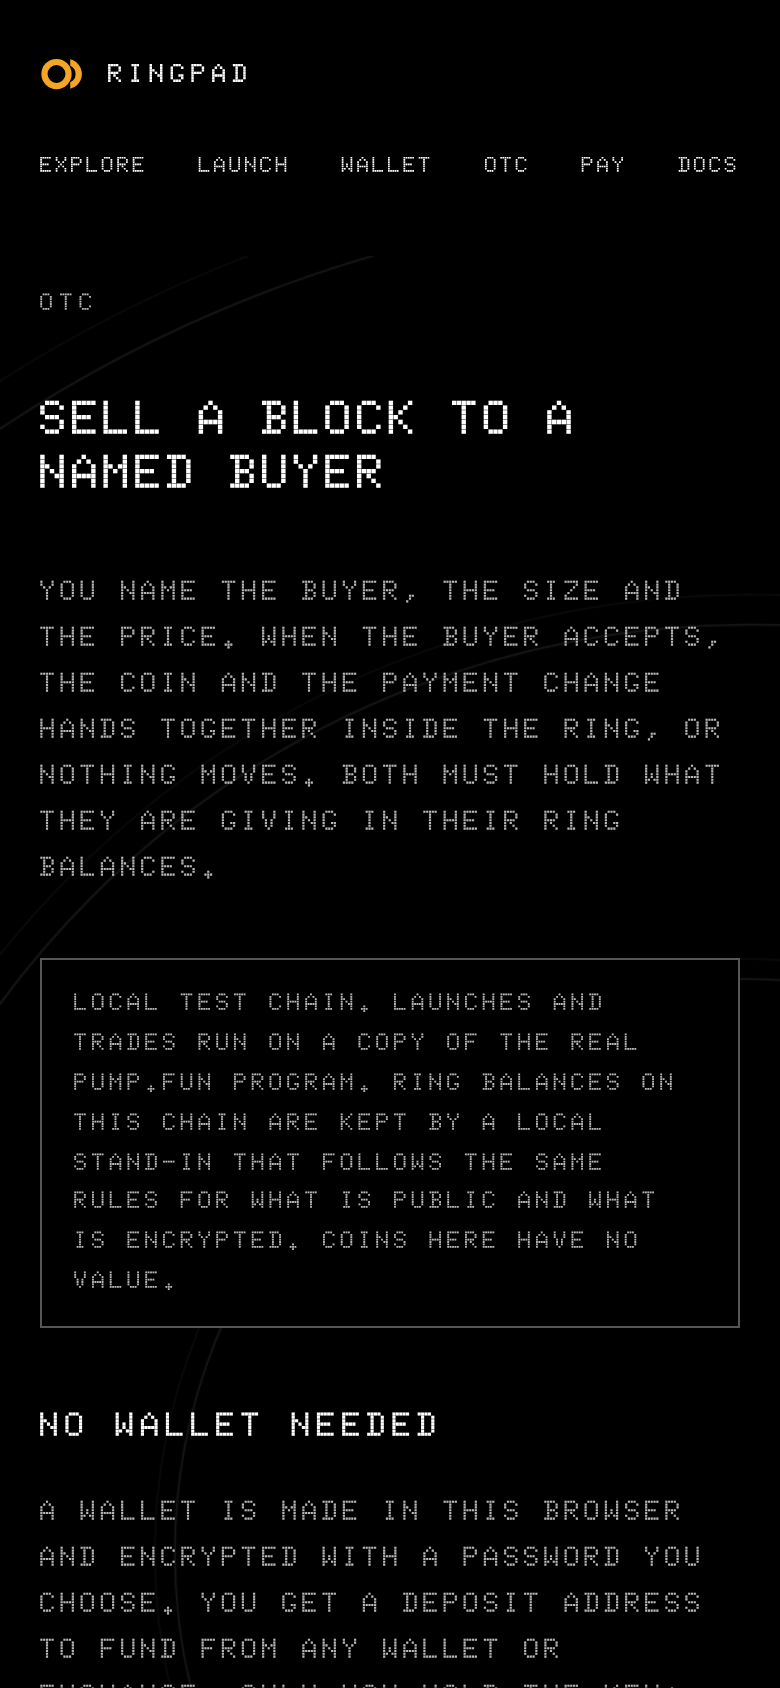 RINGPAD
EXPLORE LAUNCH WALLET OTC PAY DOCS
OTC
SELL A BLOCK TO A
NAMED BUYER
YOU NAME THE BUYER, THE SIZE AND
THE PRICE. WHEN THE BUYER ACCEPTS,
THE COIN AND THE PAYMENT CHANGE
HANDS TOGETHER INSIDE THE RING, OR
NOTHING MOVES. BOTH MUST HOLD WHAT
THEY ARE GIVING IN THEIR RING
BALANCES.
LOCAL TEST CHAIN. LAUNCHES AND
TRADES RUN ON A COPY OF THE REAL
PUMP.FUN PROGRAM. RING BALANCES ON
THIS CHAIN ARE KEPT BY A LOCAL
STAND-IN THAT FOLLOWS THE SAME
RULES FOR WHAT IS PUBLIC AND WHAT
IS ENCRYPTED. COINS HERE HAVE NO
VALUE.
NO WALLET NEEDED
A WALLET IS MADE IN THIS BROWSER
AND ENCRYPTED WITH A PASSWORD YOU
CHOOSE. YOU GET A DEPOSIT ADDRESS
TO FUND FROM ANY WALLET OR